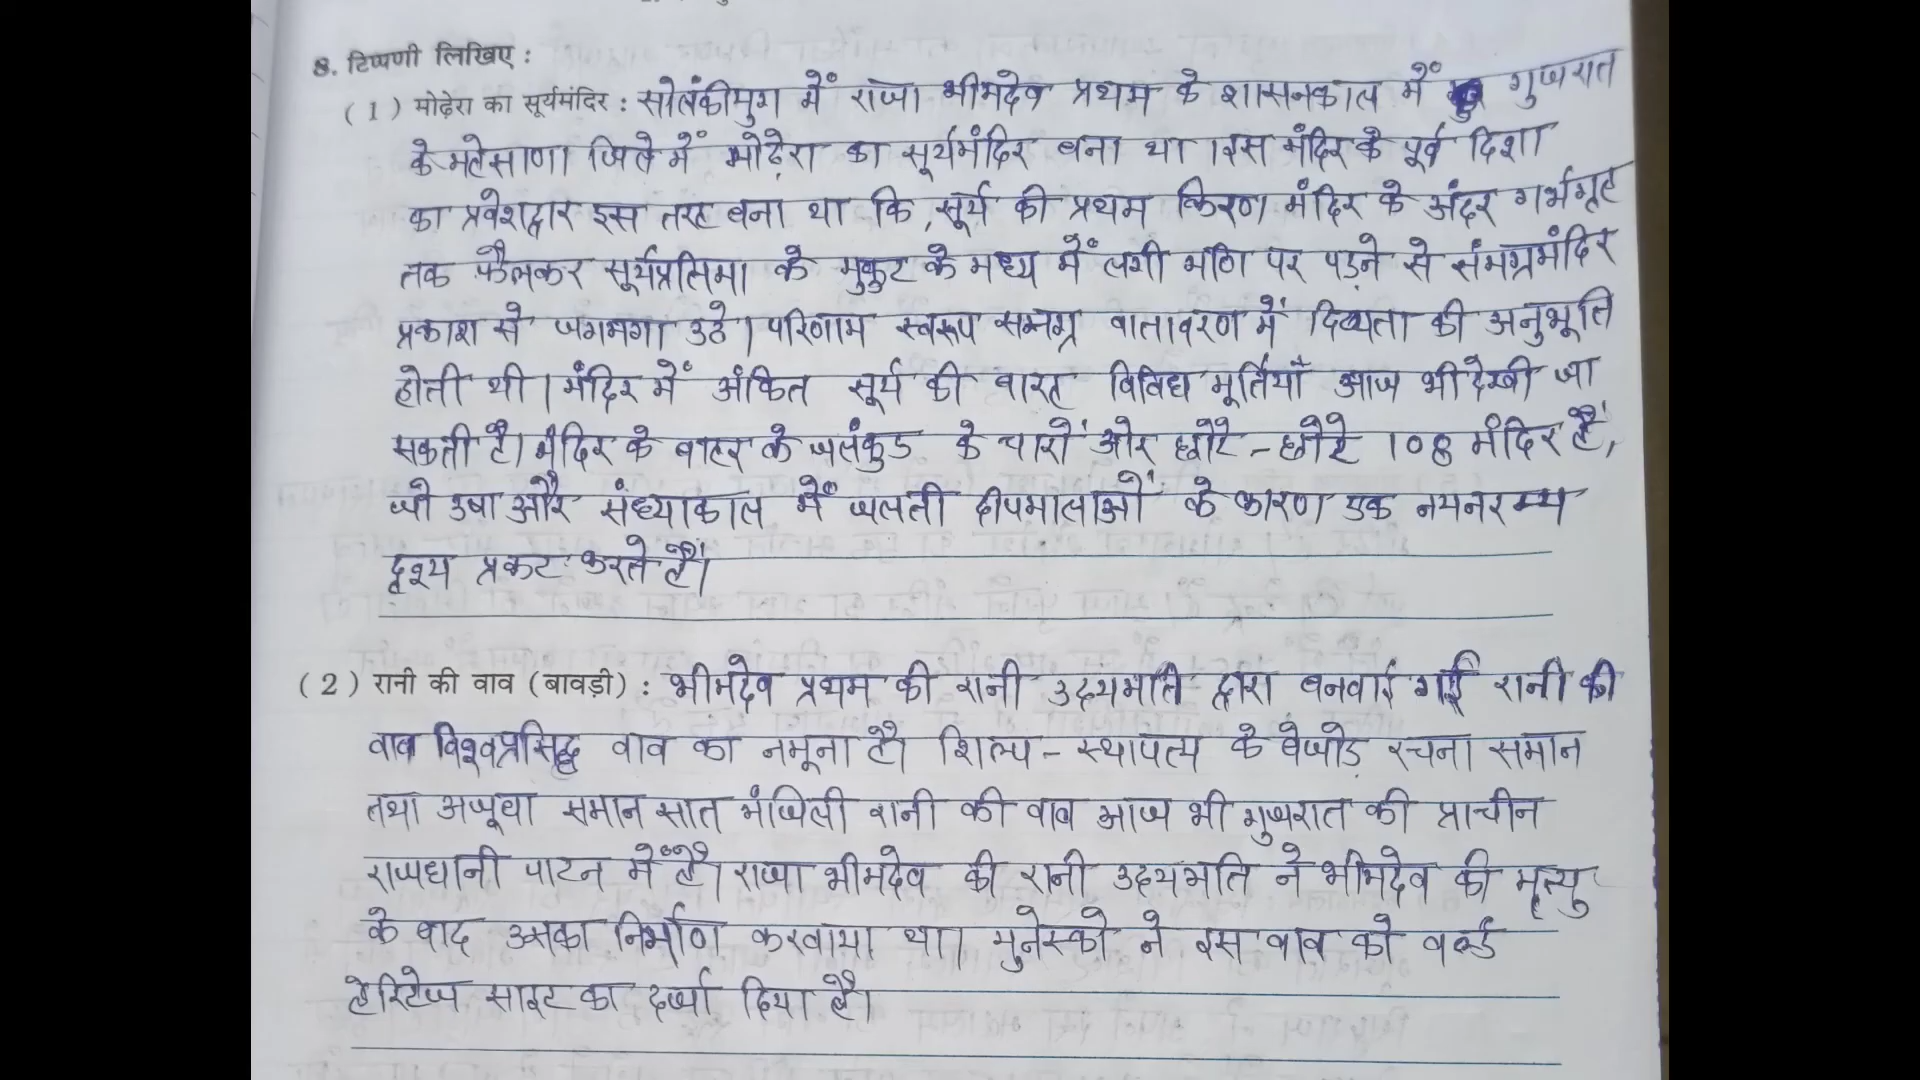 8. टिप्पणी लिखिए :
(1) मोढ़ेरा का सूर्यमंदिर : सोलंकीयुग में राजा भीमदेव प्रथम के शासनकाल में गुजरात
के महेसाणा जिले में मोढ़ेरा का सूर्यमंदिर बना था । इस मंदिर के पूर्व दिशा
का प्रवेशद्वार इस तरह बना था कि , सूर्य की प्रथम किरण मंदिर के अंदर गर्भगृह
तक फैलकर सूर्यप्रतिमा के मुकुट के मध्य में लगी मणि पर पड़ने से संमग्रमंदिर
प्रकाश से जगमगा उठे । परिणाम स्वरूप समग्र वातावरण में दिव्यता की अनुभूति
होती थी । मंदिर में अंकित सूर्य की बारह विविध मूर्तियाँ आज भी देखी जा
सकती है। मंदिर के बाहर के जलंकुड के चारों ओर छोटे - छोटे 108 मंदिर हैं,
जो उषा और संध्याकाल में जलती दीपमालाओं के कारण एक नयनरम्य
दृश्य प्रकट करते हैं।
(2) रानी की वाव (बावड़ी) : भीमदेव प्रथम की रानी उदयमति द्वारा बनवाई गई रानी की
वाव विश्वप्रसिद्ध वाव का नमूना है। शिल्प - स्थापत्य के बेजोड़ रचना समान
तथा अजूबा समान सात मंजिली रानी की वाव आज भी गुजरात की प्राचीन
राजधानी पाटन में है। राजा भीमदेव की रानी उदयमति ने भीमदेव की मृत्यु
के बाद उसका निर्माण करवाया था। युनेस्को ने इस वाव को वर्ल्ड
हेरिटेज साइट का दर्जा दिया है।